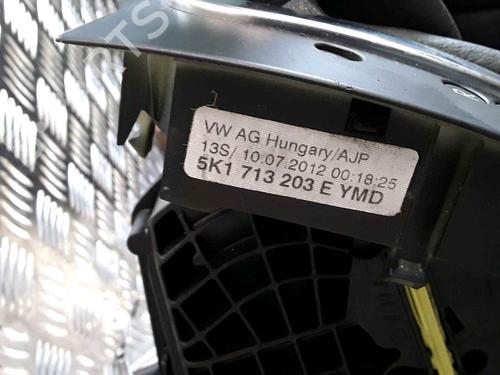 VW AG Hungary/AJP
13S/ 10.07.2012 00:18:25
5K1 713 203 E YMD